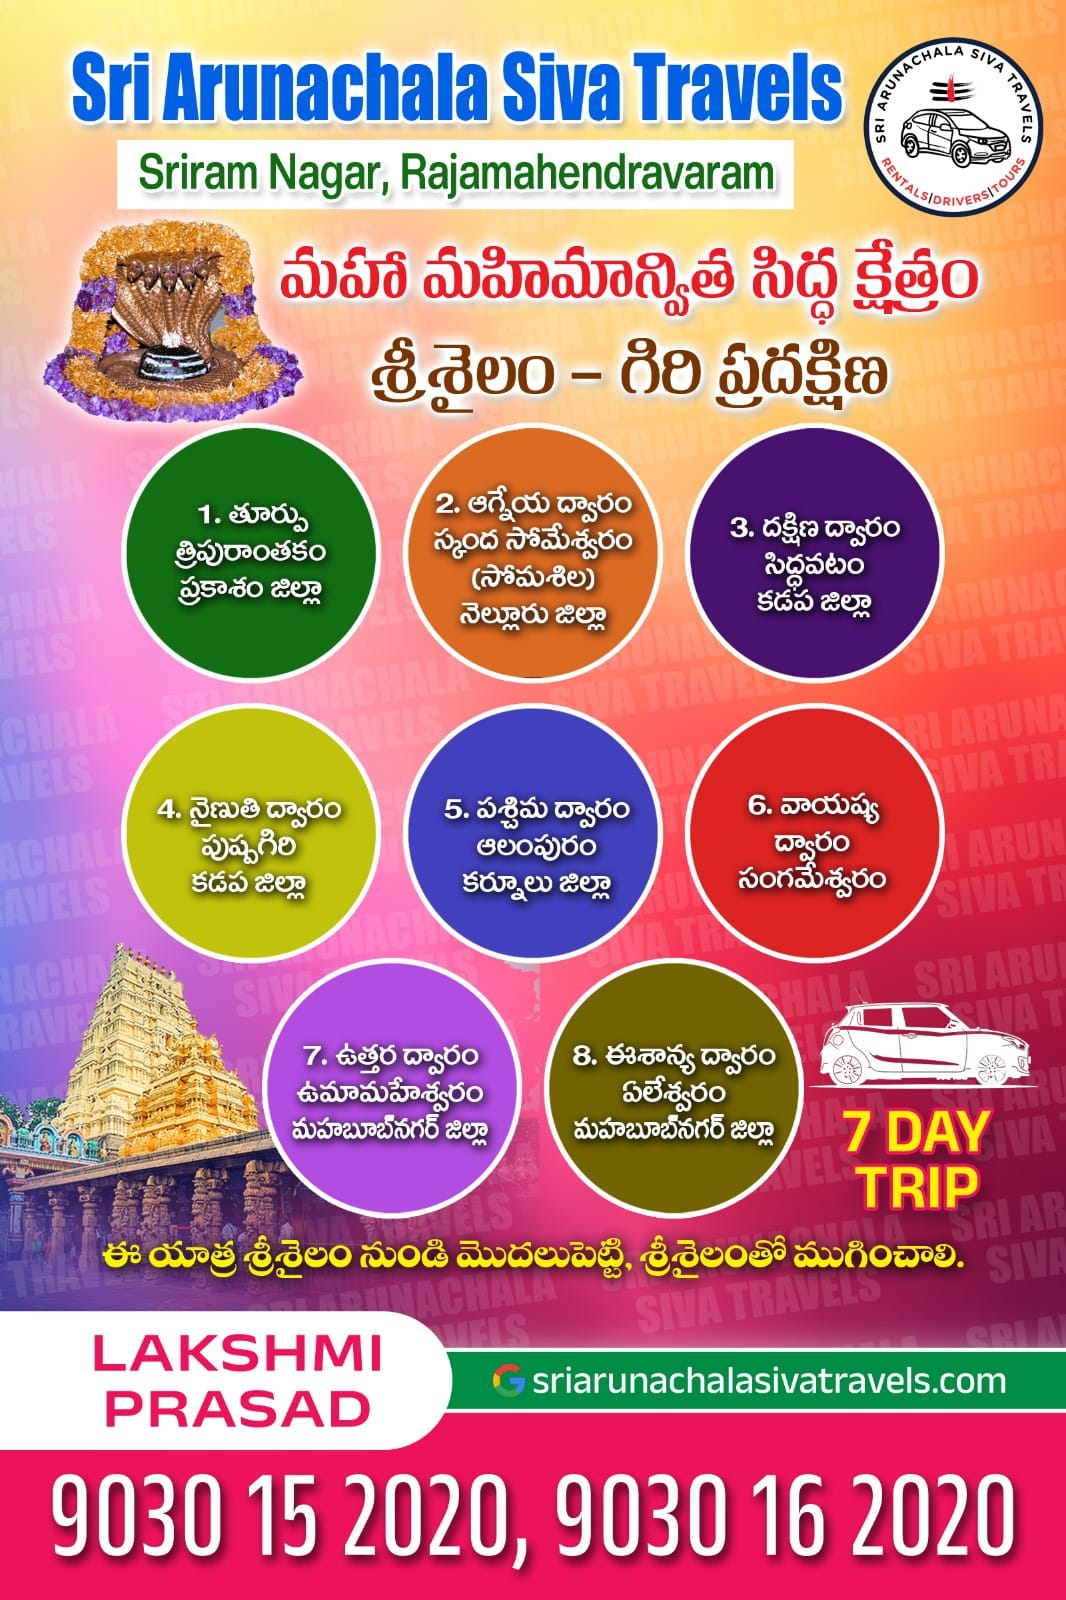 Sri Arunachala Siva Travels
SRI ARUNACHALA SIVA TRAVELS
RENTALS|DRIVERS|TOURS
Sriram Nagar, Rajamahendravaram
మహా మహిమాన్విత సిద్ధ క్షేత్రం
శ్రీశైలం – గిరి ప్రదక్షిణ
1. తూర్పు
త్రిపురాంతకం
ప్రకాశం జిల్లా
2. ఆగ్నేయ ద్వారం
స్కంద సోమేశ్వరం
(సోమశిల)
నెల్లూరు జిల్లా
3. దక్షిణ ద్వారం
సిద్ధవటం
కడప జిల్లా
4. నైఋతి ద్వారం
పుష్పగిరి
కడప జిల్లా
5. పశ్చిమ ద్వారం
ఆలంపురం
కర్నూలు జిల్లా
6. వాయష్య
ద్వారం
సంగమేశ్వరం
7. ఉత్తర ద్వారం
ఉమామహేశ్వరం
మహబూబ్‌నగర్ జిల్లా
8. ఈశాన్య ద్వారం
ఏలేశ్వరం
మహబూబ్‌నగర్ జిల్లా
7 DAY
TRIP
ఈ యాత్ర శ్రీశైలం నుండి మొదలుపెట్టి, శ్రీశైలంతో ముగించాలి.
LAKSHMI
PRASAD
sriarunachalasivatravels.com
9030 15 2020, 9030 16 2020